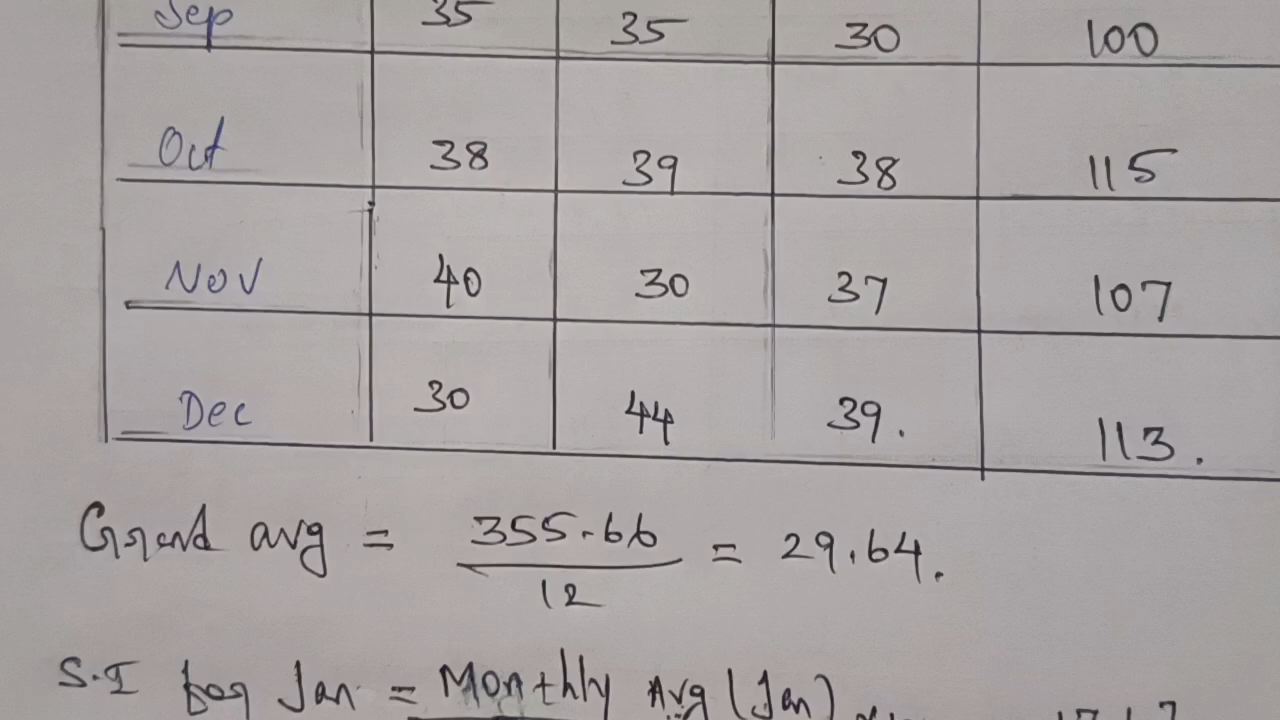 Sep 35 35 30 100
Oct 38 39 38 115
Nov 40 30 37 107
Dec 30 44 39. 113.
Grand avg = 355.66 / 12 = 29.64.
S.I for Jan = Monthly Avg (Jan)